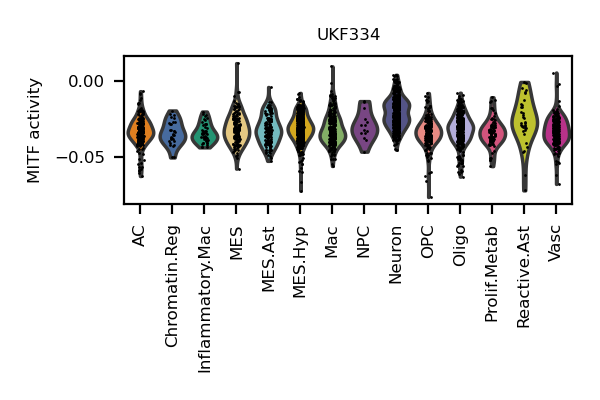 UKF334
MITF activity
0.00
−0.05
AC
Chromatin.Reg
Inflammatory.Mac
MES
MES.Ast
MES.Hyp
Mac
NPC
Neuron
OPC
Oligo
Prolif.Metab
Reactive.Ast
Vasc